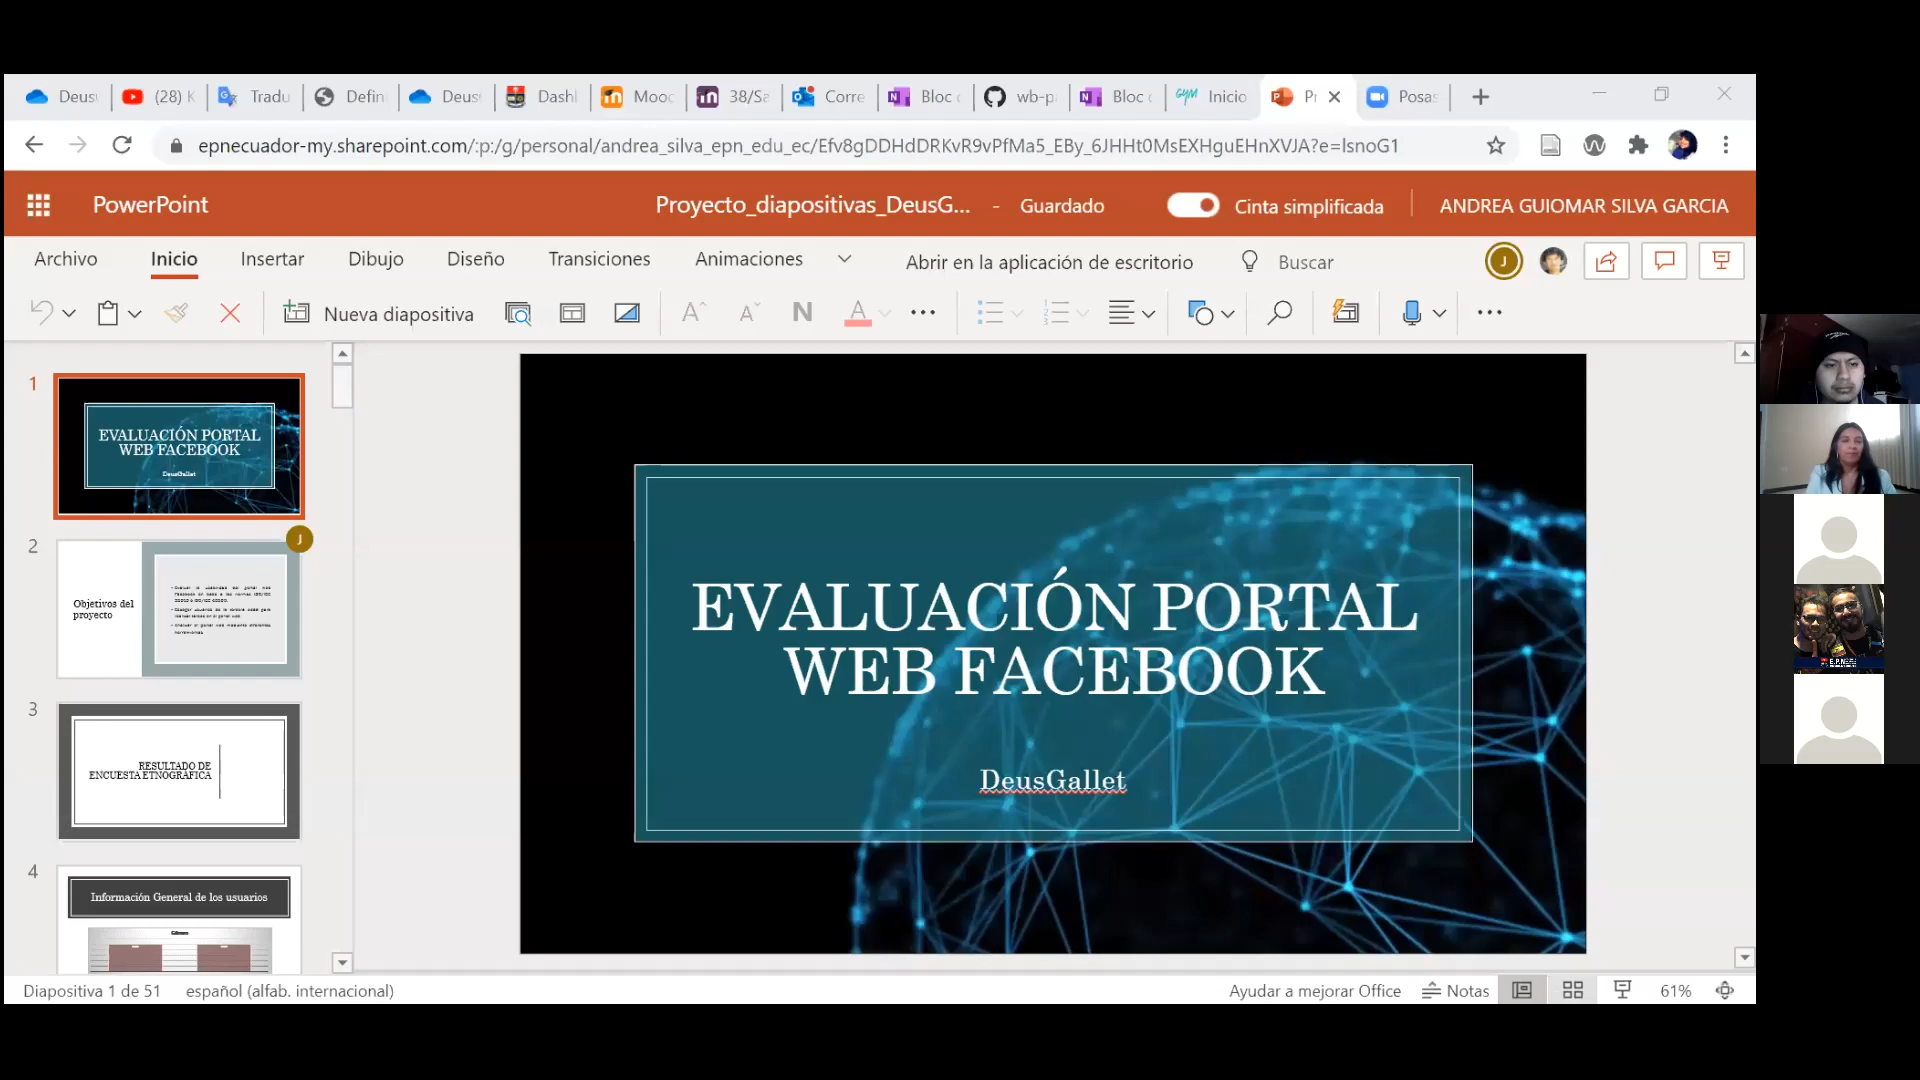 Deus
(28) K
Tradu
Defin
Deus
Dashl
Mooc
38/Sa
Corre
Bloc
wb-p
Bloc
Inicio
Posas
epnecuador-my.sharepoint.com/:p:/g/personal/andrea_silva_epn_edu_ec/Efv8gDDHdDRKvR9vPfMa5_EBy_6JHHt0MsEXHguEHnXVJA?e=lsnoG1
PowerPoint
Proyecto_diapositivas_DeusG... - Guardado
Cinta simplificada
ANDREA GUIOMAR SILVA GARCIA
Archivo
Inicio
Insertar
Dibujo
Diseño
Transiciones
Animaciones
Abrir en la aplicación de escritorio
Buscar
J
Nueva diapositiva
N
1
EVALUACIÓN PORTAL
WEB FACEBOOK
DeusGallet
2
J
Objetivos del
proyecto
3
RESULTADO DE
ENCUESTA ETNOGRÁFICA
4
Información General de los usuarios
EVALUACIÓN PORTAL
WEB FACEBOOK
DeusGallet
Diapositiva 1 de 51
español (alfab. internacional)
Ayudar a mejorar Office
Notas
61%